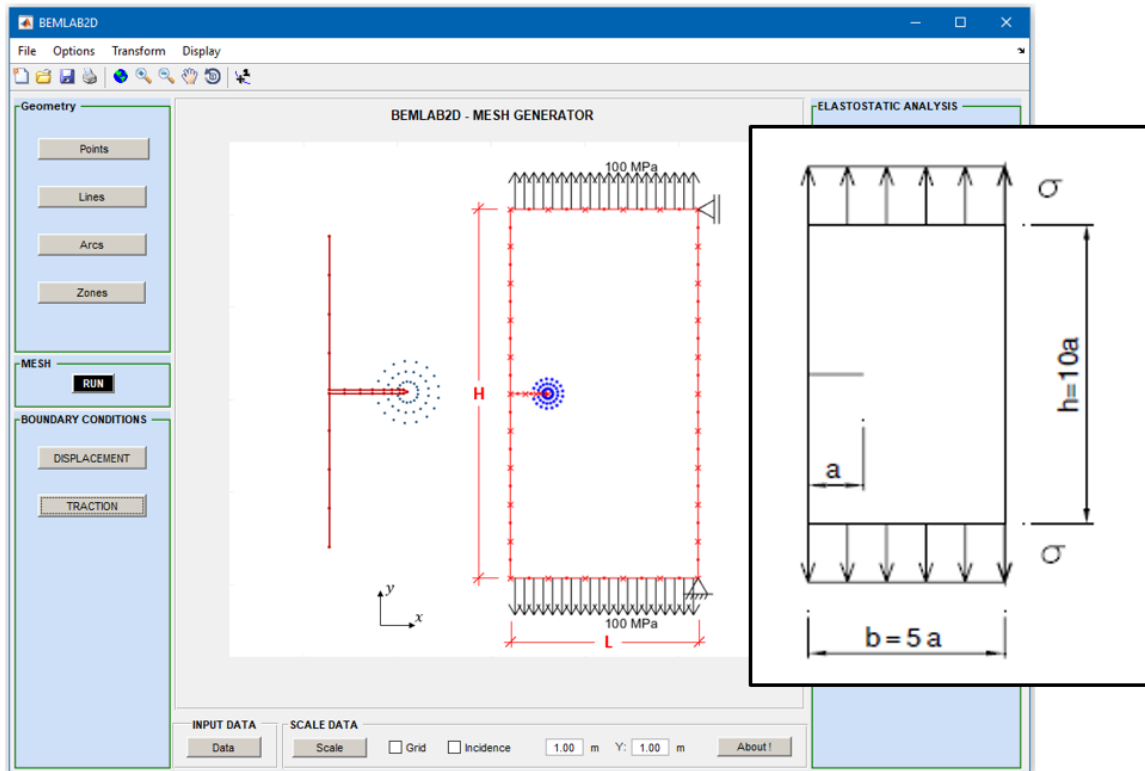 BEMLAB2D
File Options Transform Display
Geometry
Points
Lines
Arcs
Zones
MESH
RUN
BOUNDARY CONDITIONS
DISPLACEMENT
TRACTION
BEMLAB2D - MESH GENERATOR
100 MPa
H
y
x
100 MPa
L
ELASTOSTATIC ANALYSIS
σ
h=10a
a
σ
b=5a
INPUT DATA
Data
SCALE DATA
Scale
Grid
Incidence
1.00 m Y: 1.00 m
About !